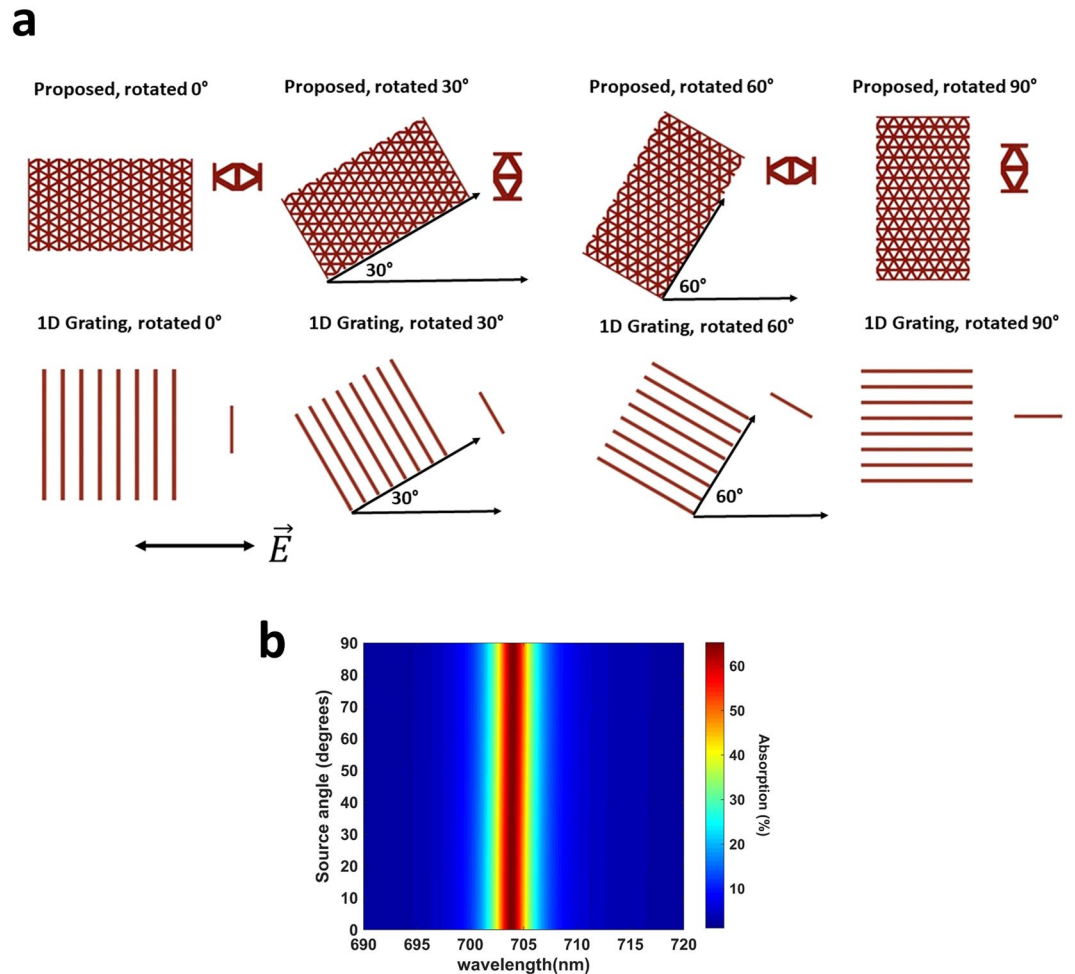 a
Proposed, rotated 0°
Proposed, rotated 30°
Proposed, rotated 60°
Proposed, rotated 90°
30°
60°
1D Grating, rotated 0°
1D Grating, rotated 30°
1D Grating, rotated 60°
1D Grating, rotated 90°
30°
60°
E
b
90
80
70
60
50
40
30
20
10
0
Source angle (degrees)
690
695
700
705
710
715
720
wavelength(nm)
60
50
40
30
20
10
Absorption (%)